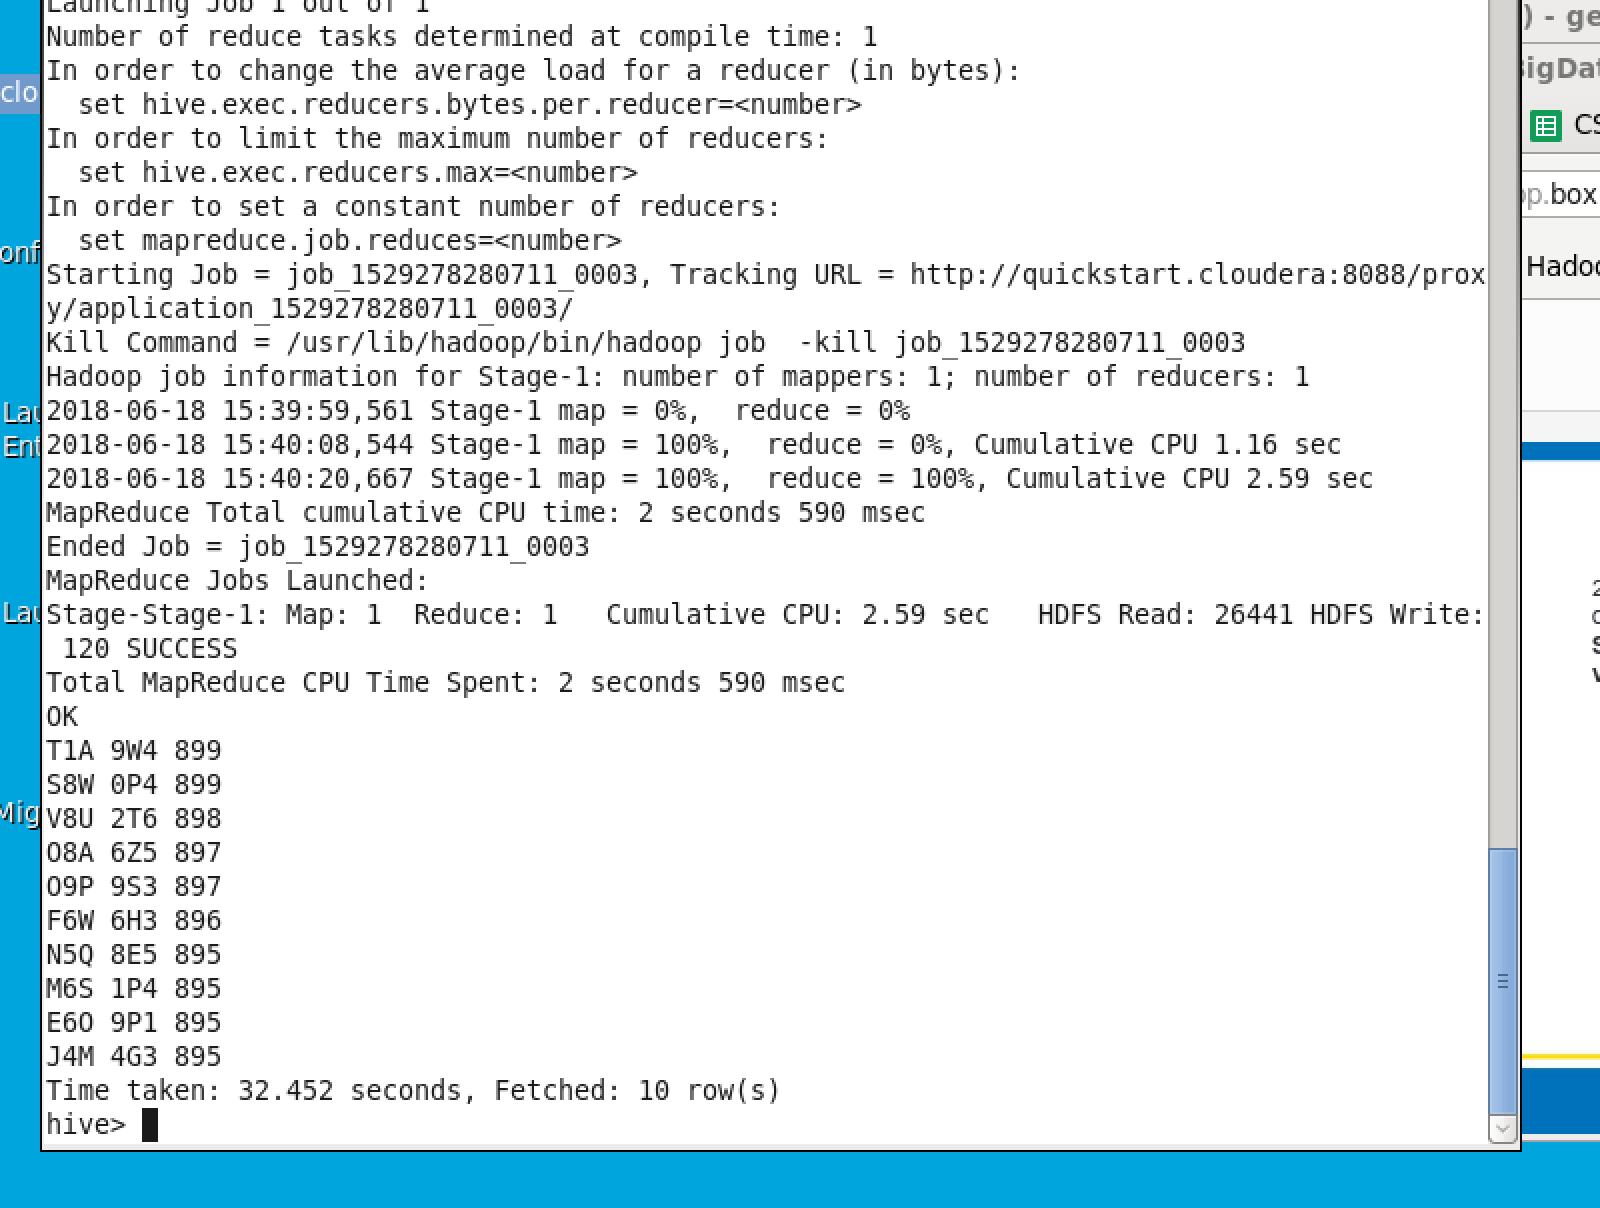 Launching Job 1 out of 1
Number of reduce tasks determined at compile time: 1
In order to change the average load for a reducer (in bytes):
  set hive.exec.reducers.bytes.per.reducer=<number>
In order to limit the maximum number of reducers:
  set hive.exec.reducers.max=<number>
In order to set a constant number of reducers:
  set mapreduce.job.reduces=<number>
Starting Job = job_1529278280711_0003, Tracking URL = http://quickstart.cloudera:8088/prox
y/application_1529278280711_0003/
Kill Command = /usr/lib/hadoop/bin/hadoop job  -kill job_1529278280711_0003
Hadoop job information for Stage-1: number of mappers: 1; number of reducers: 1
2018-06-18 15:39:59,561 Stage-1 map = 0%,  reduce = 0%
2018-06-18 15:40:08,544 Stage-1 map = 100%,  reduce = 0%, Cumulative CPU 1.16 sec
2018-06-18 15:40:20,667 Stage-1 map = 100%,  reduce = 100%, Cumulative CPU 2.59 sec
MapReduce Total cumulative CPU time: 2 seconds 590 msec
Ended Job = job_1529278280711_0003
MapReduce Jobs Launched:
Stage-Stage-1: Map: 1  Reduce: 1   Cumulative CPU: 2.59 sec   HDFS Read: 26441 HDFS Write:
 120 SUCCESS
Total MapReduce CPU Time Spent: 2 seconds 590 msec
OK
T1A 9W4 899
S8W 0P4 899
V8U 2T6 898
O8A 6Z5 897
O9P 9S3 897
F6W 6H3 896
N5Q 8E5 895
M6S 1P4 895
E6O 9P1 895
J4M 4G3 895
Time taken: 32.452 seconds, Fetched: 10 row(s)
hive>
clo
onf
Lau
Ent
Lau
Mig
) - ge
igDat
CS
op.box
Hadoo